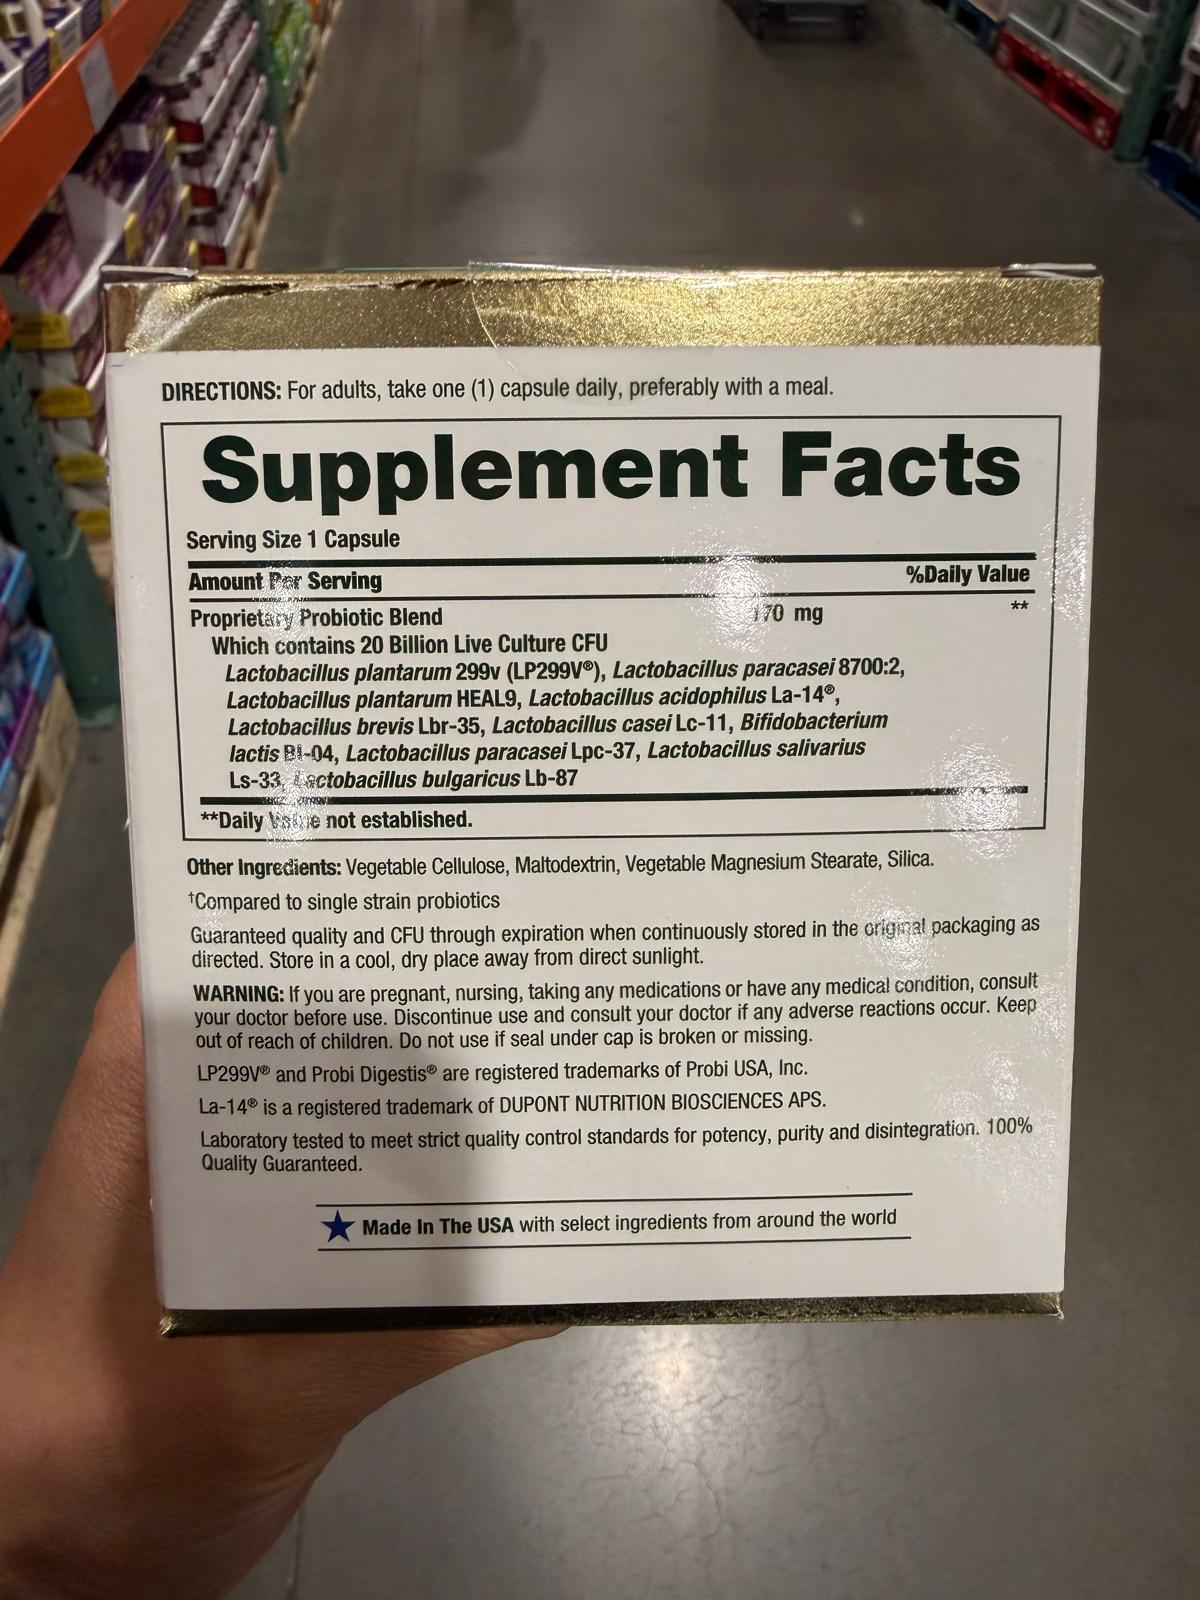 DIRECTIONS: For adults, take one (1) capsule daily, preferably with a meal.
Supplement Facts
Serving Size 1 Capsule
Amount Per Serving %Daily Value
Proprietary Probiotic Blend 170 mg **
Which contains 20 Billion Live Culture CFU
Lactobacillus plantarum 299v (LP299V®), Lactobacillus paracasei 8700:2,
Lactobacillus plantarum HEAL9, Lactobacillus acidophilus La-14®,
Lactobacillus brevis Lbr-35, Lactobacillus casei Lc-11, Bifidobacterium
lactis Bl-04, Lactobacillus paracasei Lpc-37, Lactobacillus salivarius
Ls-33, Lactobacillus bulgaricus Lb-87
**Daily Value not established.
Other Ingredients: Vegetable Cellulose, Maltodextrin, Vegetable Magnesium Stearate, Silica.
†Compared to single strain probiotics
Guaranteed quality and CFU through expiration when continuously stored in the original packaging as
directed. Store in a cool, dry place away from direct sunlight.
WARNING: If you are pregnant, nursing, taking any medications or have any medical condition, consult
your doctor before use. Discontinue use and consult your doctor if any adverse reactions occur. Keep
out of reach of children. Do not use if seal under cap is broken or missing.
LP299V® and Probi Digestis® are registered trademarks of Probi USA, Inc.
La-14® is a registered trademark of DUPONT NUTRITION BIOSCIENCES APS.
Laboratory tested to meet strict quality control standards for potency, purity and disintegration. 100%
Quality Guaranteed.
Made In The USA with select ingredients from around the world